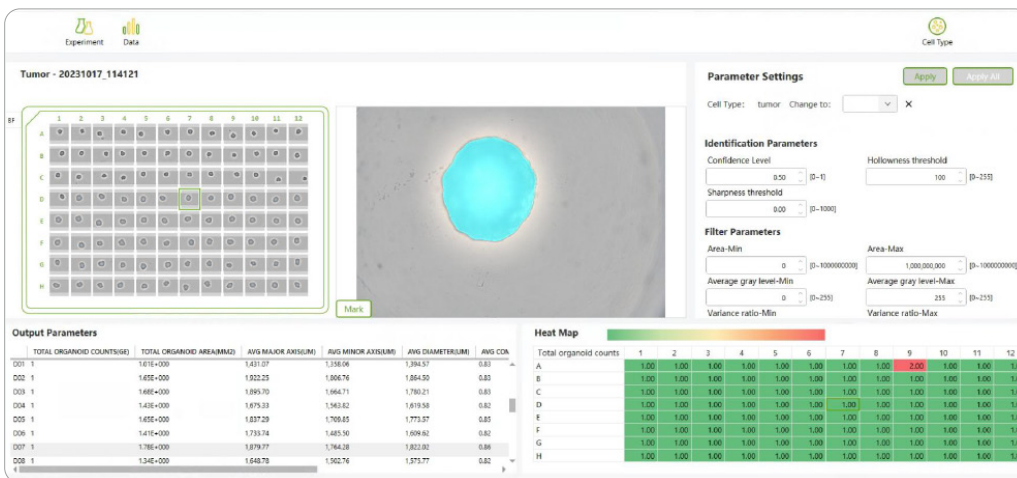 Experiment Data Cell Type
Tumor - 20231017_114121
BF
1 2 3 4 5 6 7 8 9 10 11 12
A
B
C
D
E
F
G
H
Mark
Parameter Settings Apply Apply All
Cell Type: tumor Change to:
Identification Parameters
Confidence Level Hollowness threshold
0.50 [0~1] 100 [0~255]
Sharpness threshold
0.00 [0~1000]
Filter Parameters
Area-Min Area-Max
0 [0~1000000000] 1,000,000,000 [0~1000000000]
Average gray level-Min Average gray level-Max
0 [0~255] 255 [0~255]
Variance ratio-Min Variance ratio-Max
Output Parameters
TOTAL ORGANOID COUNTS(GE) TOTAL ORGANOID AREA(MM2) AVG MAJOR AXIS(UM) AVG MINOR AXIS(UM) AVG DIAMETER(UM) AVG COM
D01 1 1.61E+000 1,431.07 1,358.06 1,394.57 0.83
D02 1 1.65E+000 1,922.25 1,806.76 1,864.50 0.83
D03 1 1.68E+000 1,895.70 1,664.71 1,780.21 0.83
D04 1 1.43E+000 1,675.33 1,563.82 1,619.58 0.82
D05 1 1.65E+000 1,837.29 1,709.85 1,773.57 0.85
D06 1 1.41E+000 1,733.74 1,485.50 1,609.62 0.82
D07 1 1.78E+000 1,879.77 1,764.28 1,822.02 0.86
D08 1 1.34E+000 1,648.78 1,502.76 1,575.77 0.82
Heat Map
Total organoid counts 1 2 3 4 5 6 7 8 9 10 11 12
A 1.00 1.00 1.00 1.00 1.00 1.00 1.00 1.00 2.00 1.00 1.00
B 1.00 1.00 1.00 1.00 1.00 1.00 1.00 1.00 1.00 1.00 1.00
C 1.00 1.00 1.00 1.00 1.00 1.00 1.00 1.00 1.00 1.00 1.00
D 1.00 1.00 1.00 1.00 1.00 1.00 1.00 1.00 1.00 1.00 1.00
E 1.00 1.00 1.00 1.00 1.00 1.00 1.00 1.00 1.00 1.00 1.00
F 1.00 1.00 1.00 1.00 1.00 1.00 1.00 1.00 1.00 1.00 1.00
G 1.00 1.00 1.00 1.00 1.00 1.00 1.00 1.00 1.00 1.00 1.00
H 1.00 1.00 1.00 1.00 1.00 1.00 1.00 1.00 1.00 1.00 1.00